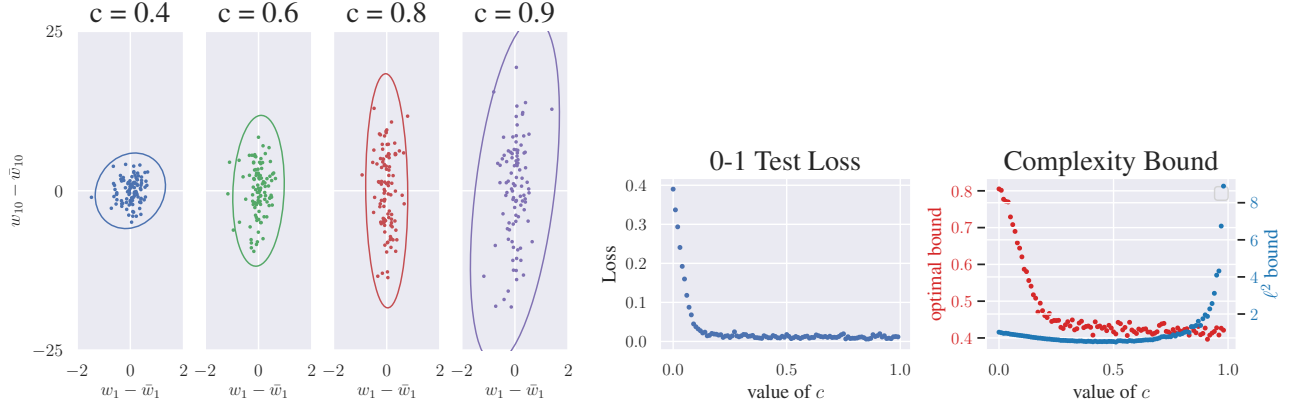 c = 0.4
c = 0.6
c = 0.8
c = 0.9
25
0
−25
w₁₀ − w̄₁₀
−2 0 2
−2 0 2
−2 0 2
−2 0 2
w₁ − w̄₁
w₁ − w̄₁
w₁ − w̄₁
w₁ − w̄₁
0-1 Test Loss
0.4
0.3
0.2
0.1
0.0
Loss
0.0 0.5 1.0
value of c
Complexity Bound
0.8
0.7
0.6
0.5
0.4
optimal bound
8
6
4
2
ℓ² bound
0.0 0.5 1.0
value of c